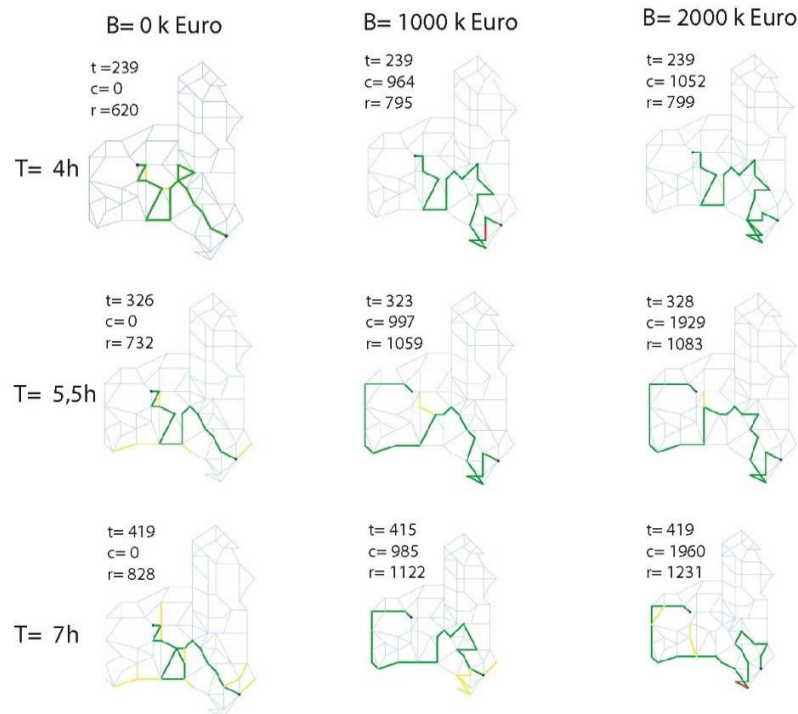 B= 0 k Euro
B= 1000 k Euro
B= 2000 k Euro
T= 4h
t =239
c= 0
r =620
t= 239
c= 964
r= 795
t= 239
c= 1052
r= 799
T= 5,5h
t= 326
c= 0
r= 732
t= 323
c= 997
r= 1059
t= 328
c= 1929
r= 1083
T= 7h
t= 419
c= 0
r= 828
t= 415
c= 985
r= 1122
t= 419
c= 1960
r= 1231